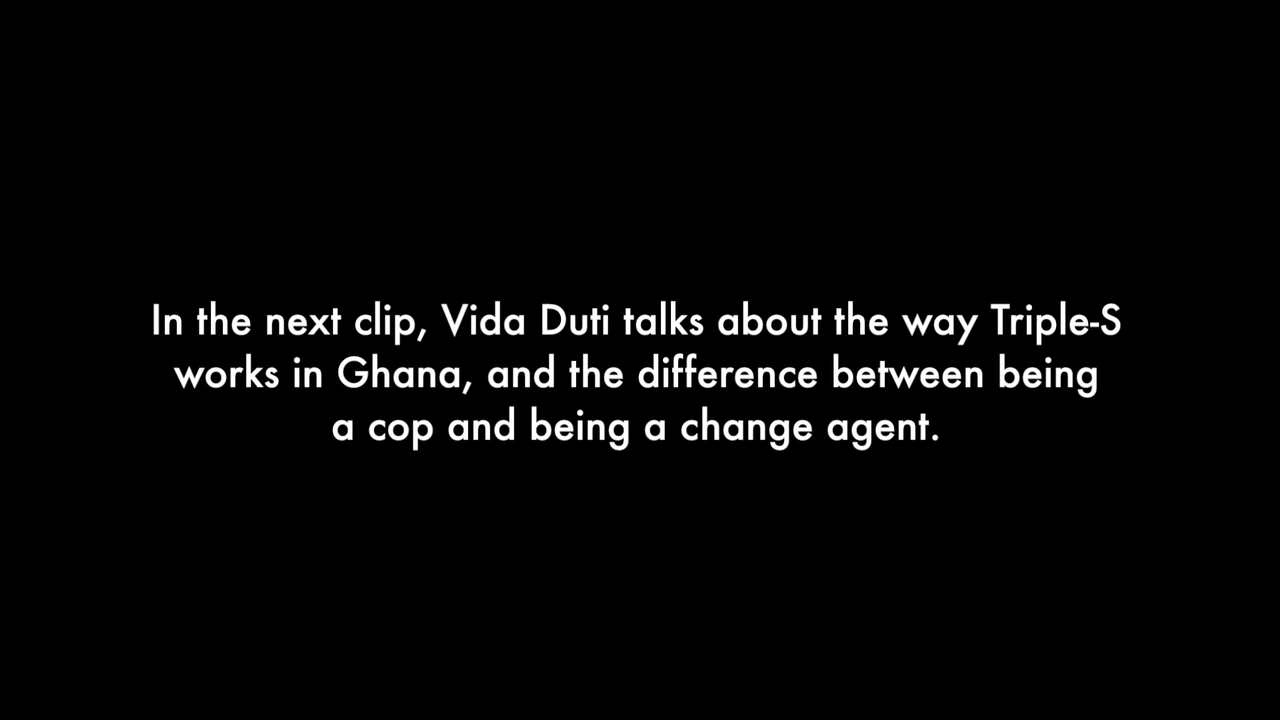 In the next clip, Vida Duti talks about the way Triple-S
works in Ghana, and the difference between being
a cop and being a change agent.